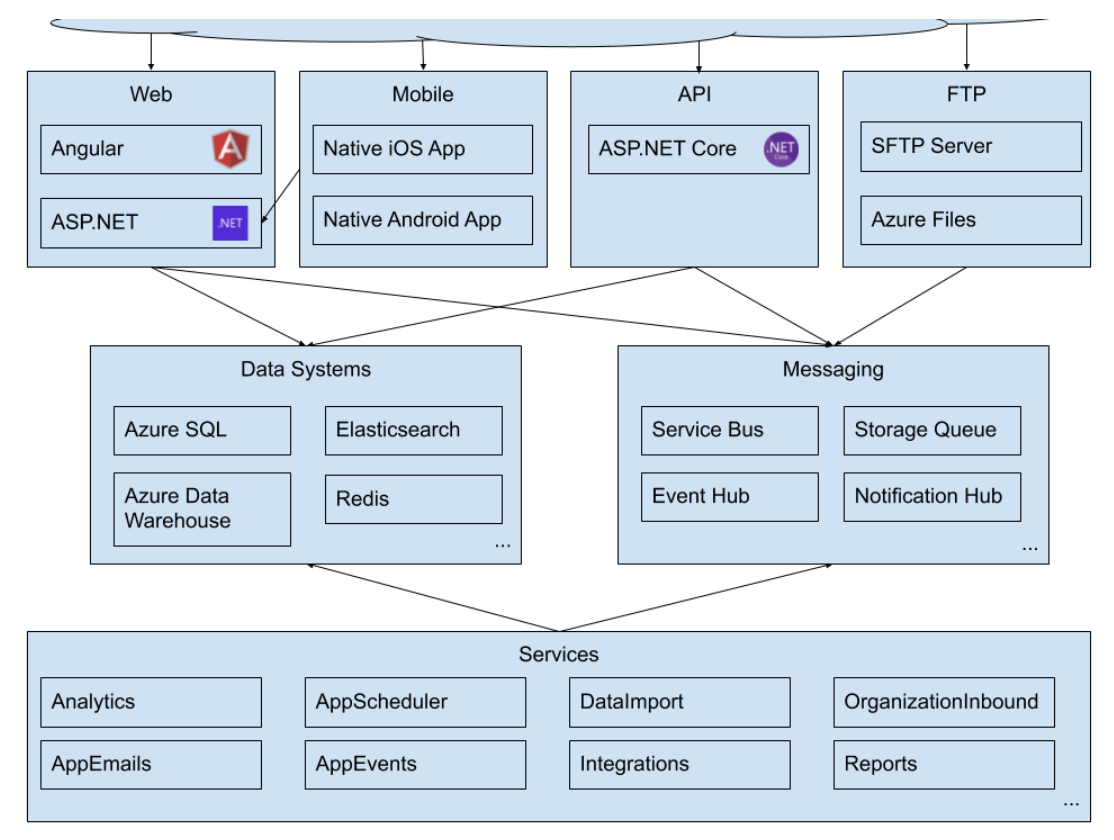 Web
Mobile
API
FTP
Angular
Native iOS App
ASP.NET Core
.NET
Core
SFTP Server
ASP.NET
.NET
Native Android App
Azure Files
Data Systems
Messaging
Azure SQL
Elasticsearch
Service Bus
Storage Queue
Azure Data
Warehouse
Redis
Event Hub
Notification Hub
...
...
Services
Analytics
AppScheduler
DataImport
OrganizationInbound
AppEmails
AppEvents
Integrations
Reports
...